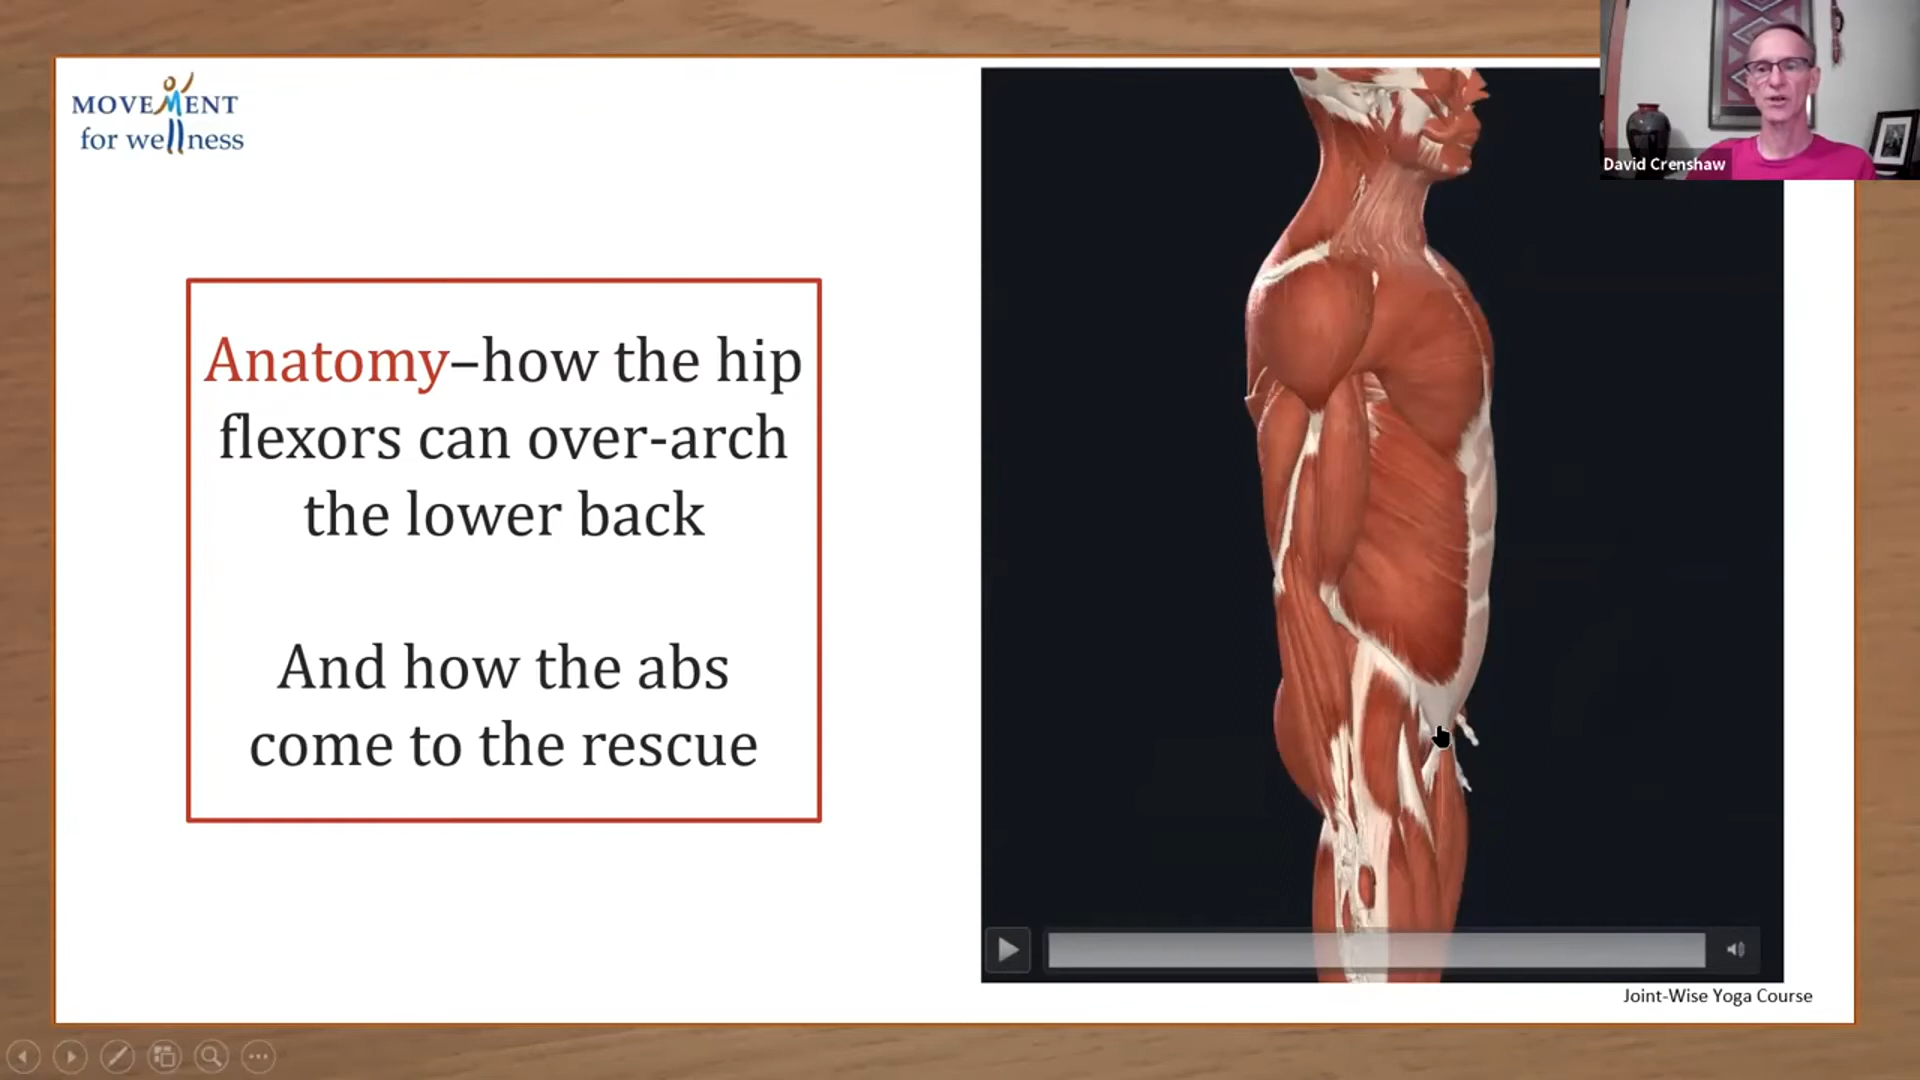 MOVEMENT
for wellness
David Crenshaw
Anatomy–how the hip
flexors can over-arch
the lower back
And how the abs
come to the rescue
Joint-Wise Yoga Course